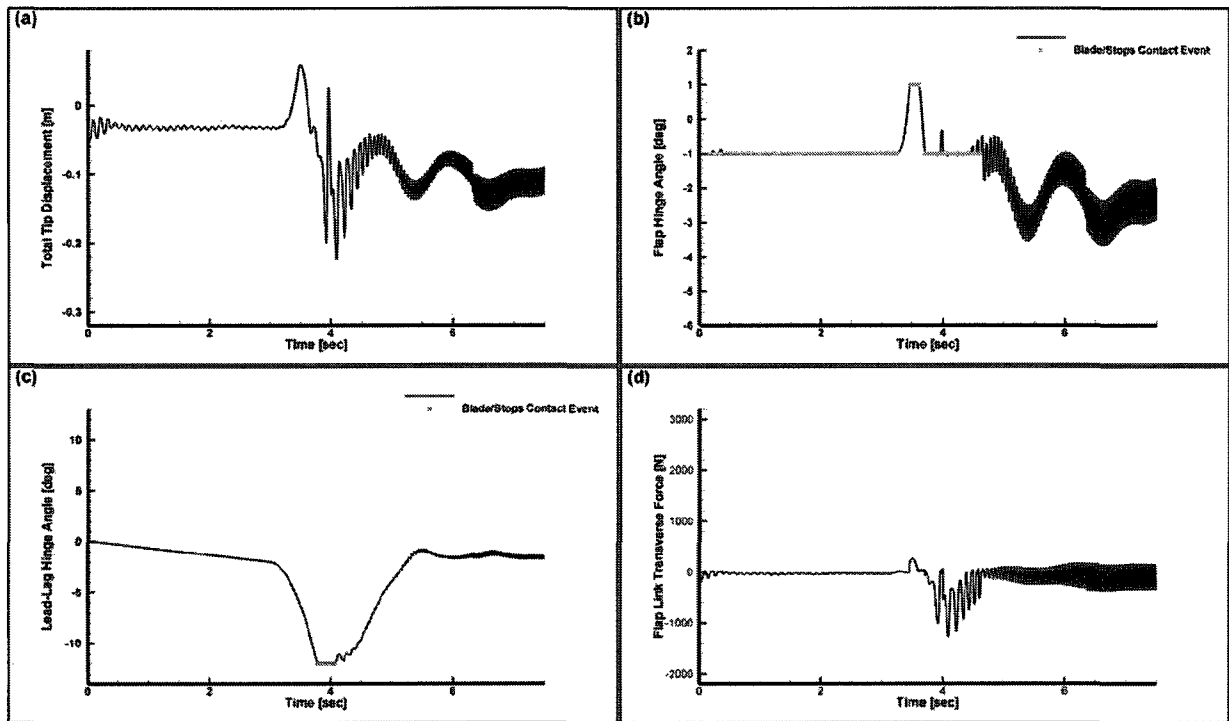 (a)
0
-0.1
-0.2
-0.3
Total Tip Displacement [m]
0 2 4 6
Time [sec]
(b)
Blade/Stops Contact Event
2
1
0
-1
-2
-3
-4
-5
-6
Flap Hinge Angle [deg]
0 2 4 6
Time [sec]
(c)
Blade/Stops Contact Event
10
5
0
-5
-10
Lead-Lag Hinge Angle [deg]
0 2 4 6
Time [sec]
(d)
3000
2000
1000
0
-1000
-2000
Flap Link Transverse Force [N]
0 2 4 6
Time [sec]